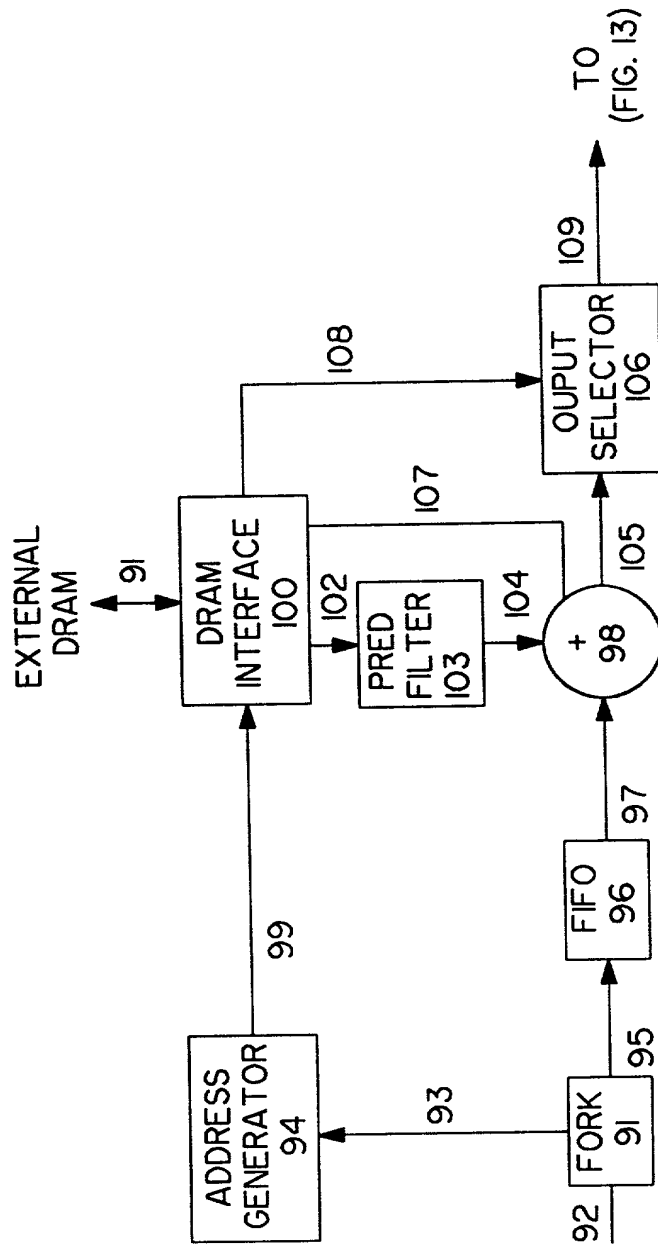 EXTERNAL
DRAM
91
ADDRESS
GENERATOR
94
99
DRAM
INTERFACE
100
108
102
107
PRED
FILTER
103
104
93
92
FORK
91
95
FIFO
96
97
+
98
105
OUPUT
SELECTOR
106
109
TO
(FIG. 13)